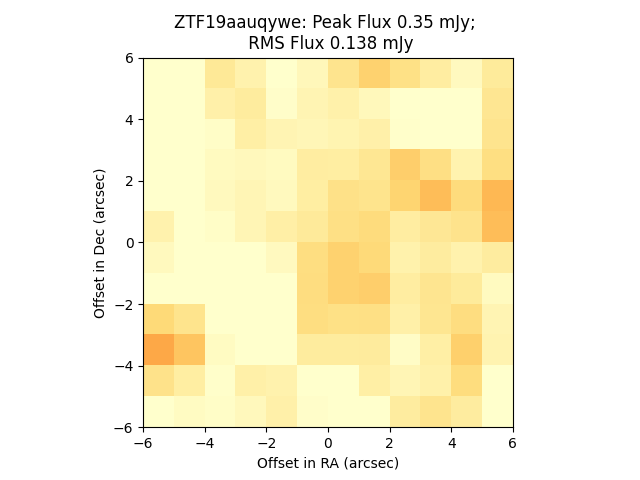 ZTF19aauqywe: Peak Flux 0.35 mJy;
RMS Flux 0.138 mJy
6
4
2
0
−2
−4
−6
Offset in Dec (arcsec)
−6 −4 −2 0 2 4 6
Offset in RA (arcsec)